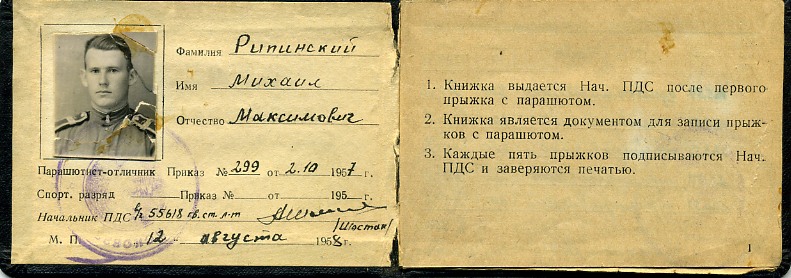 Фамилия Рипинский
Имя Михаил
Отчество Максимович
Парашютист-отличник Приказ № 299 от 2.10 1957 г.
Спорт. разряд Приказ № от 195 г.
Начальник ПДС в/ч 55618 гв.ст. л-т
/Шостак/
М. П. 12 " августа 1958 г.
1. Книжка выдается Нач. ПДС после первого
прыжка с парашютом.
2. Книжка является документом для записи прыж-
ков с парашютом.
3. Каждые пять прыжков подписываются Нач.
ПДС и заверяются печатью.
1